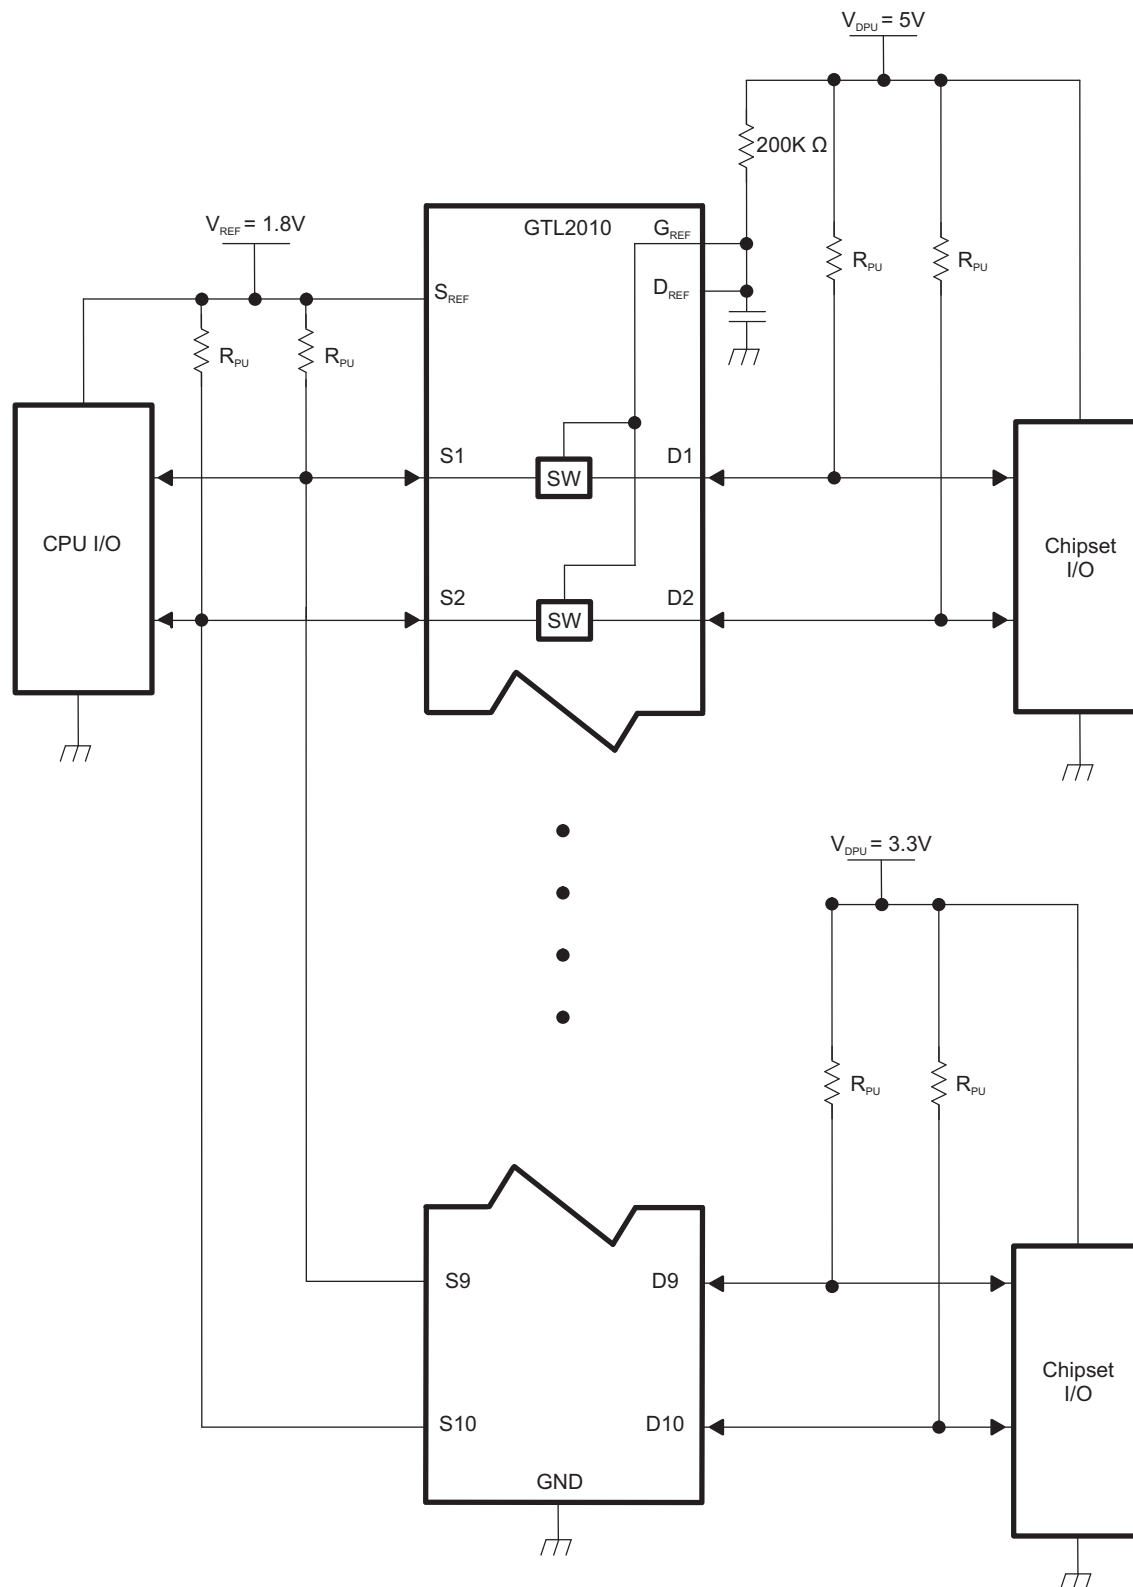 VDPU = 5V
200K Ω
VREF = 1.8V
GTL2010
GREF
RPU
RPU
DREF
SREF
RPU
RPU
S1
D1
SW
CPU I/O
Chipset
I/O
S2
D2
SW
VDPU = 3.3V
RPU
RPU
S9
D9
Chipset
I/O
S10
D10
GND